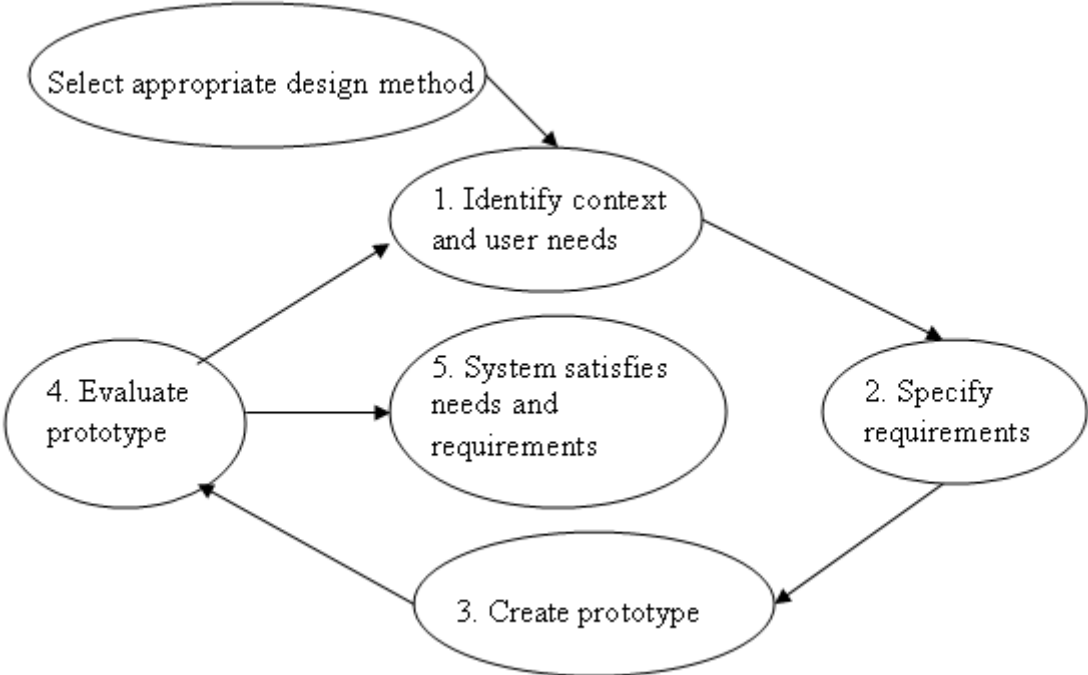 Select appropriate design method
1. Identify context
and user needs
2. Specify
requirements
3. Create prototype
4. Evaluate
prototype
5. System satisfies
needs and
requirements